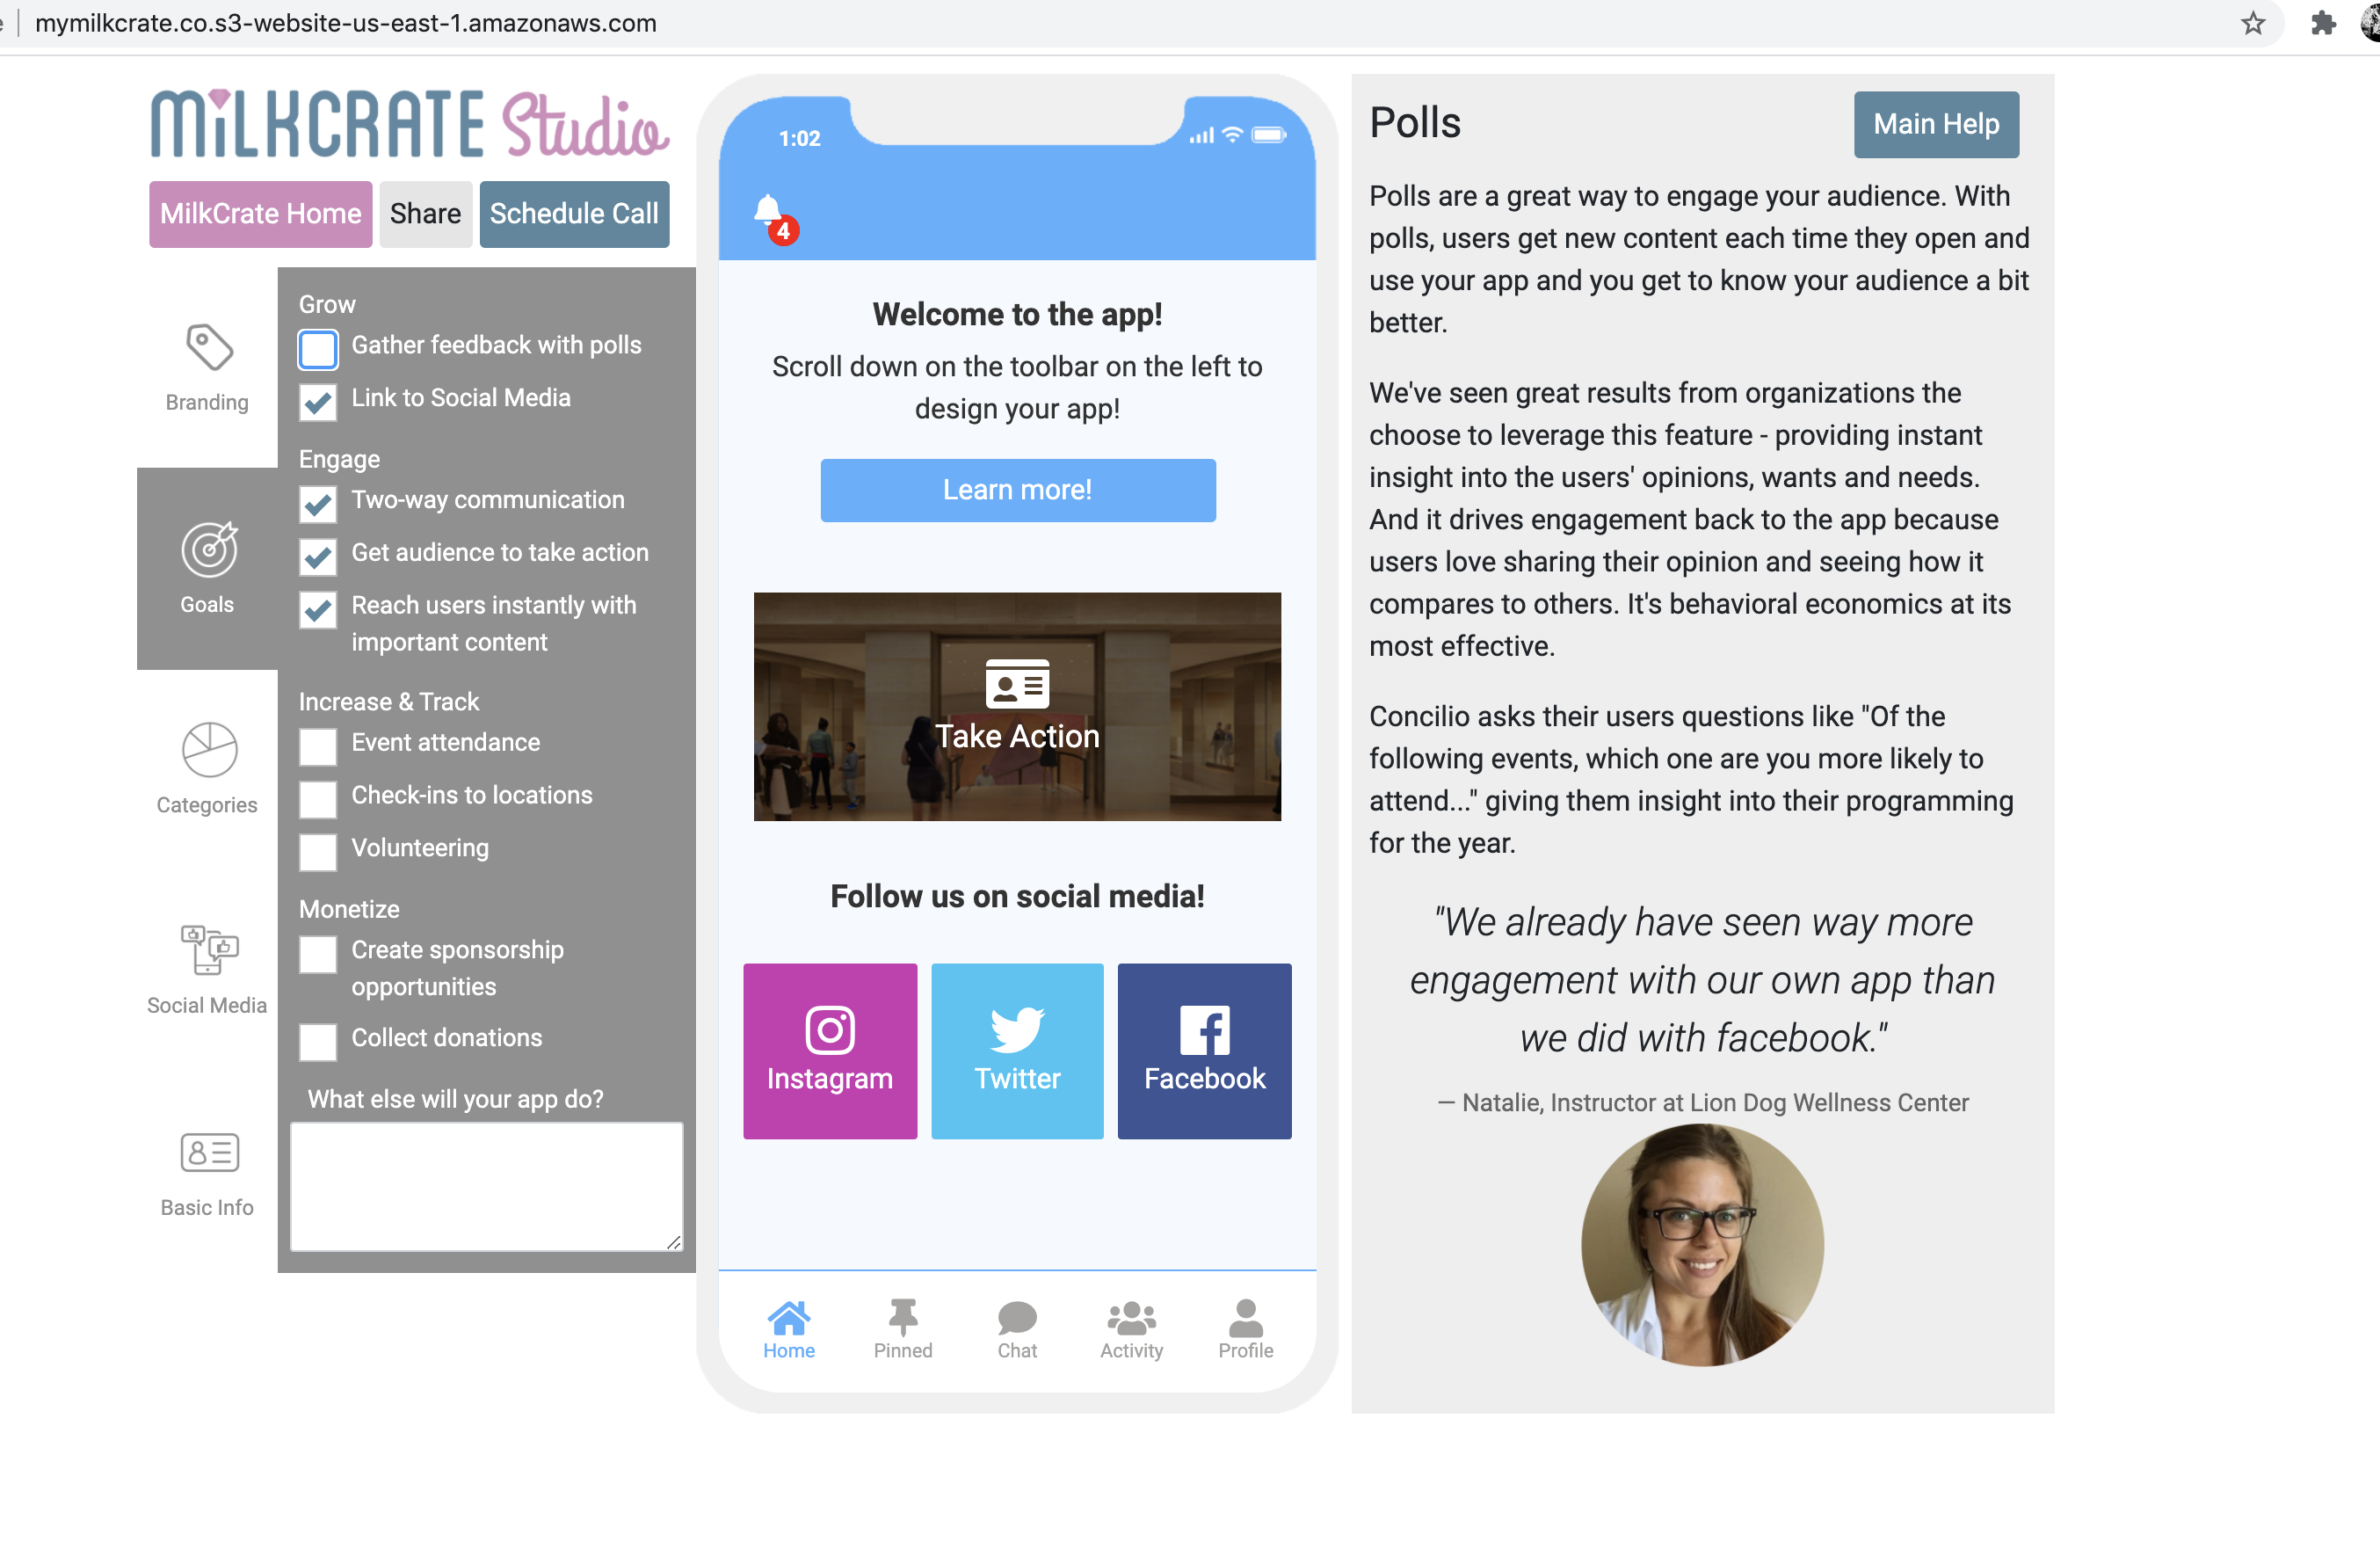 mymilkcrate.co.s3-website-us-east-1.amazonaws.com
MiLKCRATE Studio
MilkCrate Home Share Schedule Call
Branding
Goals
Categories
Social Media
Basic Info
Grow
Gather feedback with polls
Link to Social Media
Engage
Two-way communication
Get audience to take action
Reach users instantly with
important content
Increase & Track
Event attendance
Check-ins to locations
Volunteering
Monetize
Create sponsorship
opportunities
Collect donations
What else will your app do?
1:02
4
Welcome to the app!
Scroll down on the toolbar on the left to
design your app!
Learn more!
Take Action
Follow us on social media!
Instagram Twitter Facebook
Home Pinned Chat Activity Profile
Polls
Main Help
Polls are a great way to engage your audience. With
polls, users get new content each time they open and
use your app and you get to know your audience a bit
better.
We've seen great results from organizations the
choose to leverage this feature - providing instant
insight into the users' opinions, wants and needs.
And it drives engagement back to the app because
users love sharing their opinion and seeing how it
compares to others. It's behavioral economics at its
most effective.
Concilio asks their users questions like "Of the
following events, which one are you more likely to
attend..." giving them insight into their programming
for the year.
"We already have seen way more
engagement with our own app than
we did with facebook."
— Natalie, Instructor at Lion Dog Wellness Center